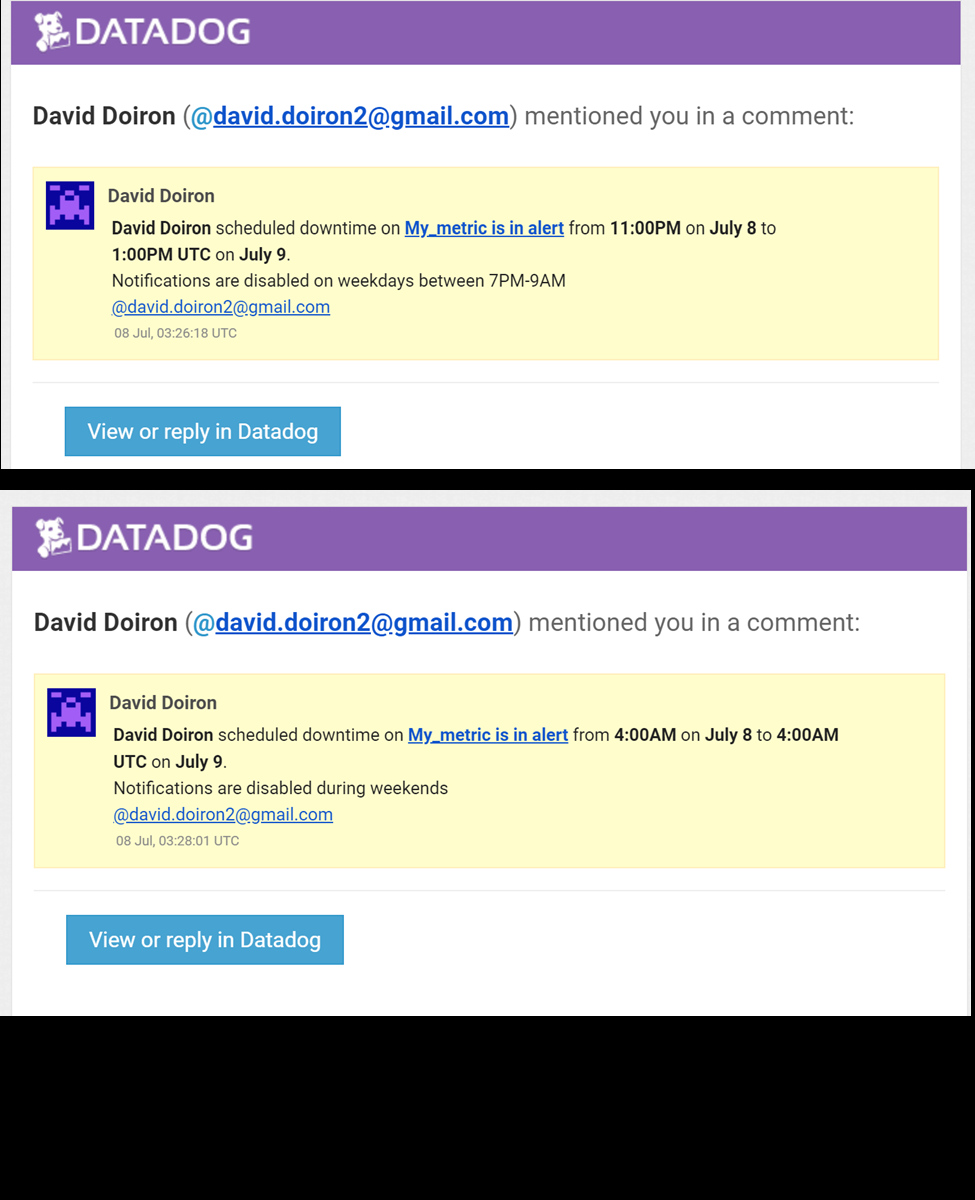 DATADOG
David Doiron (@david.doiron2@gmail.com) mentioned you in a comment:
David Doiron
David Doiron scheduled downtime on My_metric is in alert from 11:00PM on July 8 to
1:00PM UTC on July 9.
Notifications are disabled on weekdays between 7PM-9AM
@david.doiron2@gmail.com
08 Jul, 03:26:18 UTC
View or reply in Datadog
DATADOG
David Doiron (@david.doiron2@gmail.com) mentioned you in a comment:
David Doiron
David Doiron scheduled downtime on My_metric is in alert from 4:00AM on July 8 to 4:00AM
UTC on July 9.
Notifications are disabled during weekends
@david.doiron2@gmail.com
08 Jul, 03:28:01 UTC
View or reply in Datadog